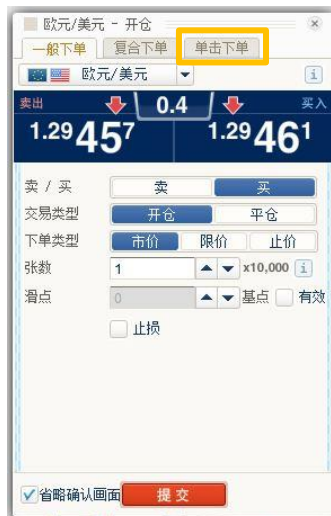 欧元/美元 - 开仓
一般下单 复合下单 单击下单
欧元/美元
卖出 0.4 买入
1.29457 1.29461
卖 / 买 卖 买
交易类型 开仓 平仓
下单类型 市价 限价 止价
张数 1 x10,000
滑点 0 基点 有效
止损
省略确认画面 提交